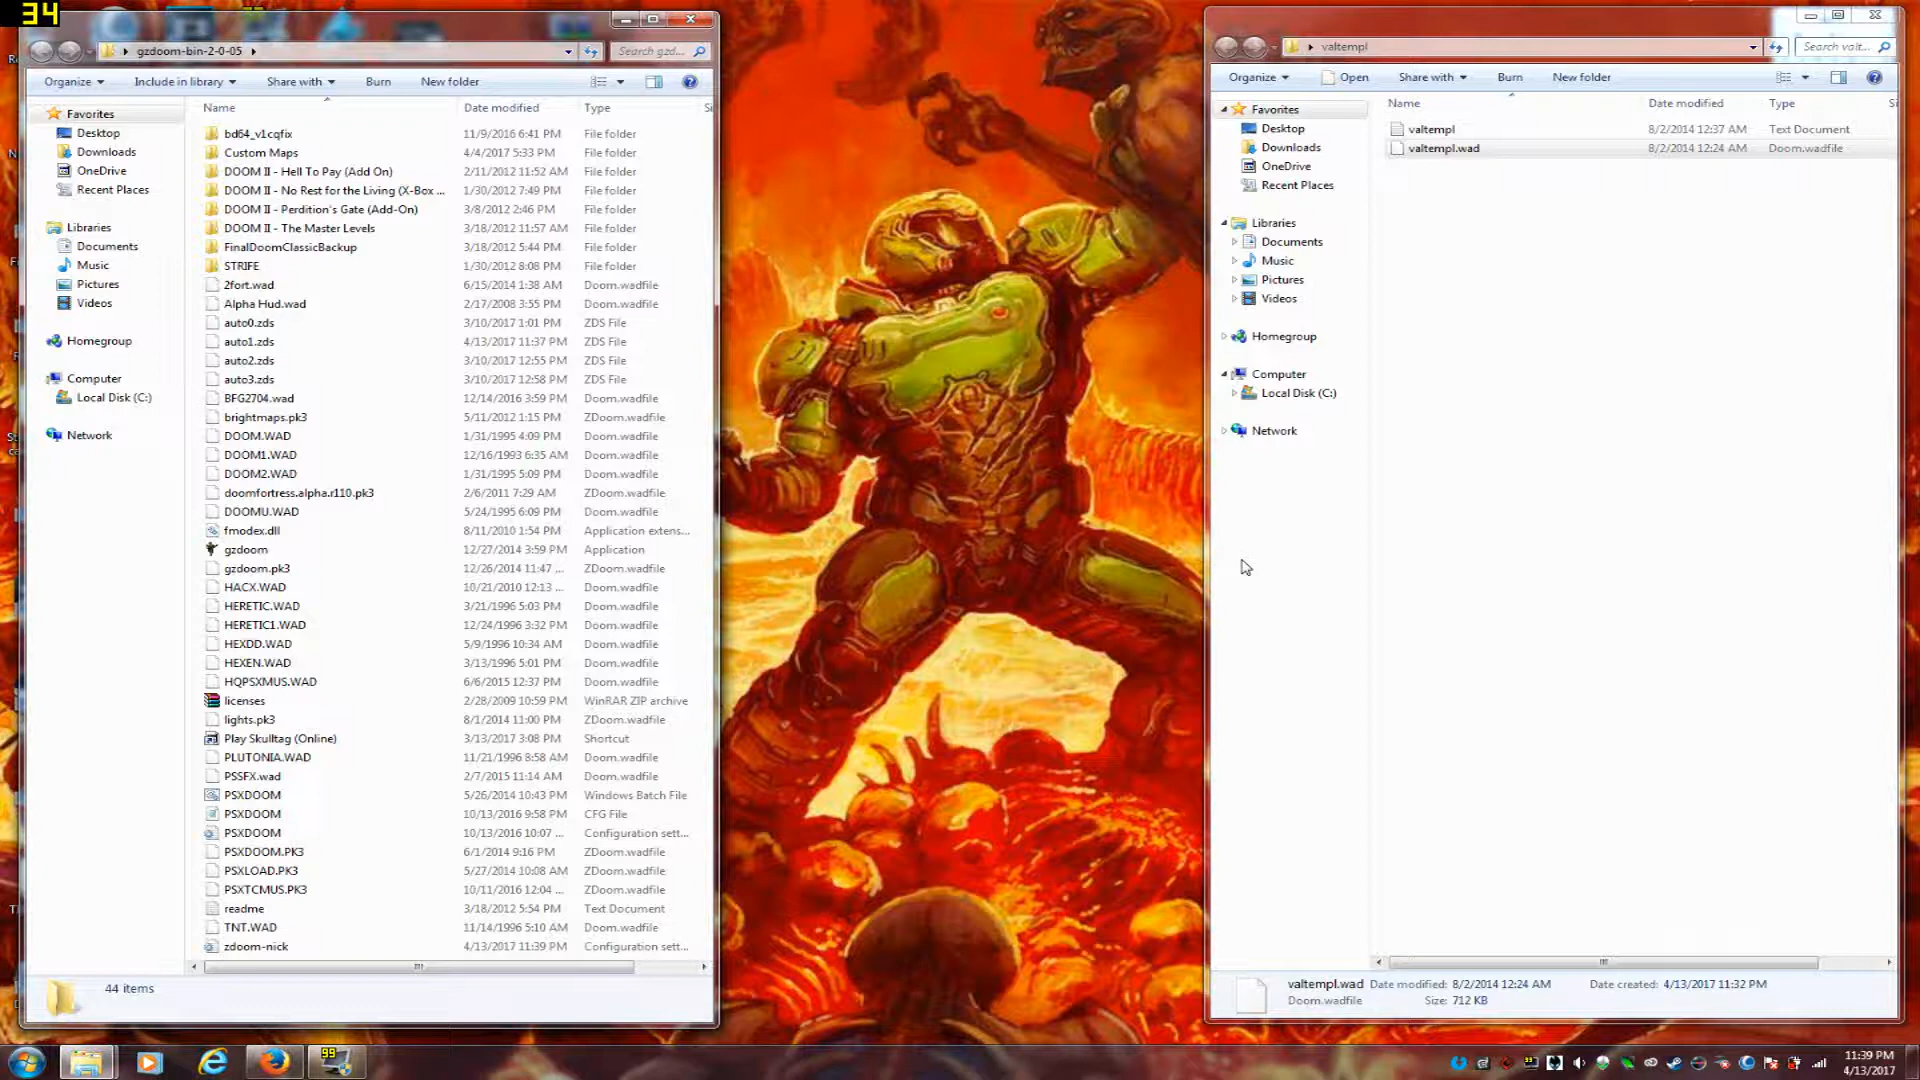 34
gzdoom-bin-2-0-05
Search gzd...
Organize Include in library Share with Burn New folder
Name Date modified Type Si
Favorites
Desktop
Downloads
OneDrive
Recent Places
Libraries
Documents
Music
Pictures
Videos
Homegroup
Computer
Local Disk (C:)
Network
bd64_v1cqfix 11/9/2016 6:41 PM File folder
Custom Maps 4/4/2017 5:33 PM File folder
DOOM II - Hell To Pay (Add On) 2/11/2012 11:52 AM File folder
DOOM II - No Rest for the Living (X-Box ... 1/30/2012 7:49 PM File folder
DOOM II - Perdition's Gate (Add-On) 3/8/2012 2:46 PM File folder
DOOM II - The Master Levels 3/18/2012 11:57 AM File folder
FinalDoomClassicBackup 3/18/2012 5:44 PM File folder
STRIFE 1/30/2012 8:08 PM File folder
2fort.wad 6/15/2014 1:38 AM Doom.wadfile
Alpha Hud.wad 2/17/2008 3:55 PM Doom.wadfile
auto0.zds 3/10/2017 1:01 PM ZDS File
auto1.zds 4/13/2017 11:37 PM ZDS File
auto2.zds 3/10/2017 12:55 PM ZDS File
auto3.zds 3/10/2017 12:58 PM ZDS File
BFG2704.wad 12/14/2016 3:59 PM Doom.wadfile
brightmaps.pk3 5/11/2012 1:15 PM ZDoom.wadfile
DOOM.WAD 1/31/1995 4:09 PM Doom.wadfile
DOOM1.WAD 12/16/1993 6:35 AM Doom.wadfile
DOOM2.WAD 1/31/1995 5:09 PM Doom.wadfile
doomfortress.alpha.r110.pk3 2/6/2011 7:29 AM ZDoom.wadfile
DOOMU.WAD 5/24/1995 6:09 PM Doom.wadfile
fmodex.dll 8/11/2010 1:54 PM Application extens...
gzdoom 12/27/2014 3:59 PM Application
gzdoom.pk3 12/26/2014 11:47 ... ZDoom.wadfile
HACX.WAD 10/21/2010 12:13 ... Doom.wadfile
HERETIC.WAD 3/21/1996 5:03 PM Doom.wadfile
HERETIC1.WAD 12/24/1996 3:32 PM Doom.wadfile
HEXDD.WAD 5/9/1996 10:34 AM Doom.wadfile
HEXEN.WAD 3/13/1996 5:01 PM Doom.wadfile
HQPSXMUS.WAD 6/6/2015 12:37 PM Doom.wadfile
licenses 2/28/2009 10:59 PM WinRAR ZIP archive
lights.pk3 8/1/2014 11:00 PM ZDoom.wadfile
Play Skulltag (Online) 3/13/2017 3:08 PM Shortcut
PLUTONIA.WAD 11/21/1996 8:58 AM Doom.wadfile
PSSFX.wad 2/7/2015 11:14 AM Doom.wadfile
PSXDOOM 5/26/2014 10:43 PM Windows Batch File
PSXDOOM 10/13/2016 9:58 PM CFG File
PSXDOOM 10/13/2016 10:07 ... Configuration sett...
PSXDOOM.PK3 6/1/2014 9:16 PM ZDoom.wadfile
PSXLOAD.PK3 5/27/2014 10:08 AM ZDoom.wadfile
PSXTCMUS.PK3 10/11/2016 12:04 ... ZDoom.wadfile
readme 3/18/2012 5:54 PM Text Document
TNT.WAD 11/14/1996 5:10 AM Doom.wadfile
zdoom-nick 4/13/2017 11:39 PM Configuration sett...
44 items
valtempl
Search valt...
Organize Open Share with Burn New folder
Name Date modified Type Si
Favorites
Desktop
Downloads
OneDrive
Recent Places
Libraries
Documents
Music
Pictures
Videos
Homegroup
Computer
Local Disk (C:)
Network
valtempl 8/2/2014 12:37 AM Text Document
valtempl.wad 8/2/2014 12:24 AM Doom.wadfile
valtempl.wad Date modified: 8/2/2014 12:24 AM Date created: 4/13/2017 11:32 PM
Doom.wadfile Size: 712 KB
99
11:39 PM
4/13/2017